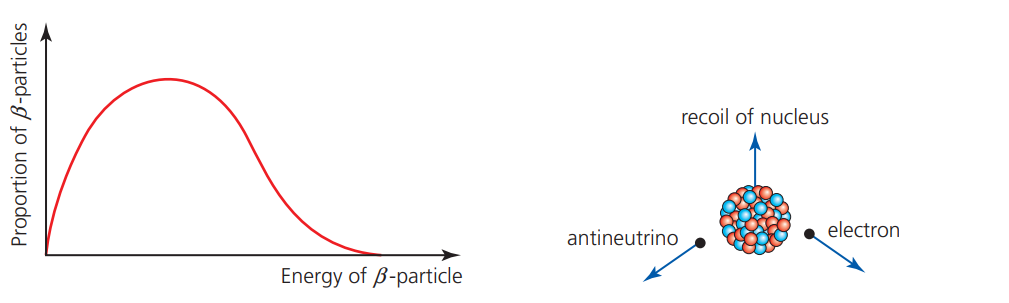 Proportion of β-particles
Energy of β-particle
recoil of nucleus
antineutrino
electron